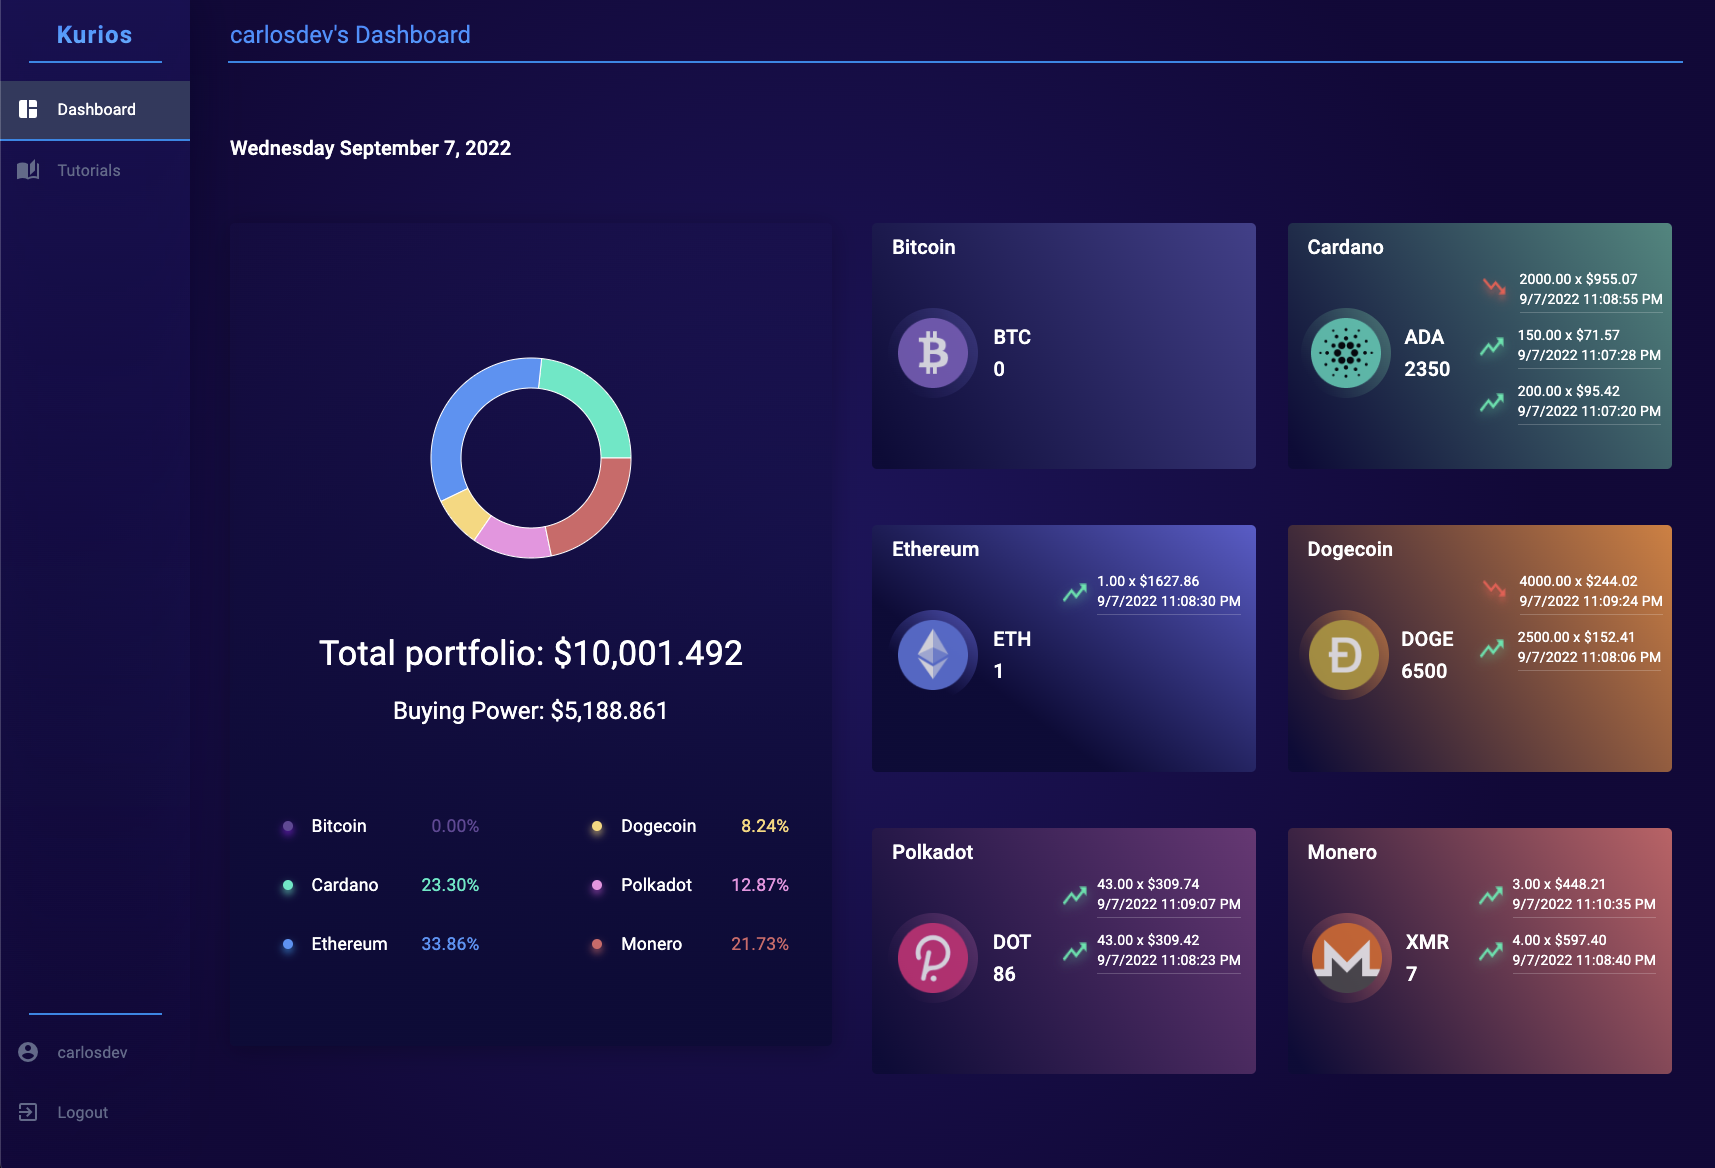 Kurios
Dashboard
Tutorials
carlosdev
Logout
carlosdev's Dashboard
Wednesday September 7, 2022
Total portfolio: $10,001.492
Buying Power: $5,188.861
Bitcoin 0.00%
Dogecoin 8.24%
Cardano 23.30%
Polkadot 12.87%
Ethereum 33.86%
Monero 21.73%
Bitcoin
BTC
0
Cardano
ADA
2350
2000.00 x $955.07
9/7/2022 11:08:55 PM
150.00 x $71.57
9/7/2022 11:07:28 PM
200.00 x $95.42
9/7/2022 11:07:20 PM
Ethereum
ETH
1
1.00 x $1627.86
9/7/2022 11:08:30 PM
Dogecoin
DOGE
6500
4000.00 x $244.02
9/7/2022 11:09:24 PM
2500.00 x $152.41
9/7/2022 11:08:06 PM
Polkadot
DOT
86
43.00 x $309.74
9/7/2022 11:09:07 PM
43.00 x $309.42
9/7/2022 11:08:23 PM
Monero
XMR
7
3.00 x $448.21
9/7/2022 11:10:35 PM
4.00 x $597.40
9/7/2022 11:08:40 PM